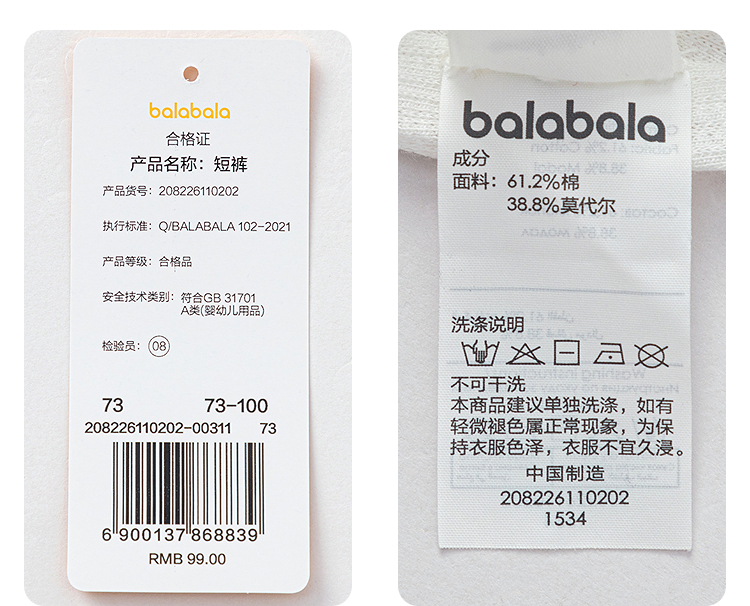 balabala
合格证
产品名称：短裤
产品货号：208226110202
执行标准：Q/BALABALA 102-2021
产品等级：合格品
安全技术类别：符合GB 31701
A类(婴幼儿用品)
检验员：08
73 73-100
208226110202-00311 73
6 900137 868839
RMB 99.00
balabala
成分
面料：61.2%棉
38.8%莫代尔
洗涤说明
不可干洗
本商品建议单独洗涤，如有
轻微褪色属正常现象，为保
持衣服色泽，衣服不宜久浸。
中国制造
208226110202
1534